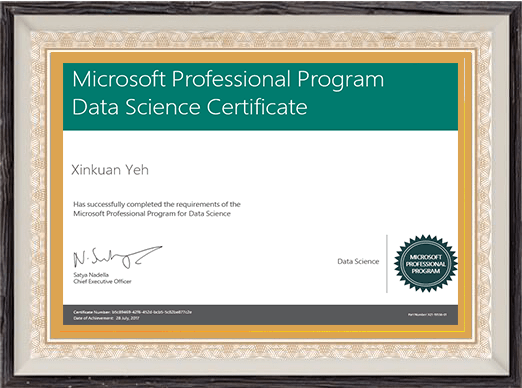 Microsoft Professional Program
Data Science Certificate
Xinkuan Yeh
Has successfully completed the requirements of the
Microsoft Professional Program for Data Science
Satya Nadella
Chief Executive Officer
Data Science
MICROSOFT
PROFESSIONAL
PROGRAM
Certificate Number:
Date of Achievement: 28 July, 2017
Part Number: